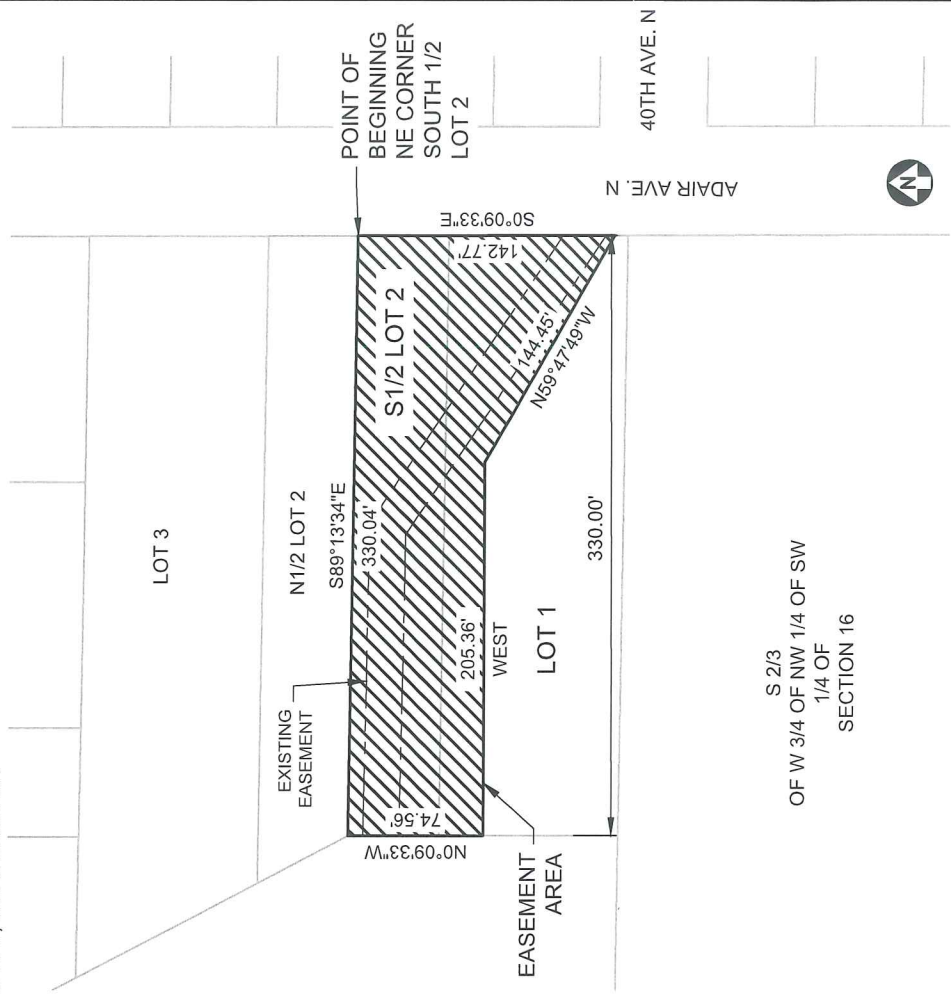 LOT 3
POINT OF
BEGINNING
NE CORNER
SOUTH 1/2
LOT 2
40TH AVE. N
ADAIR AVE. N
N
N1/2 LOT 2
S89°13'34"E
330.04'
S1/2 LOT 2
S0°09'33"E
142.77'
EXISTING
EASEMENT
144.45'
N59°47'49"W
74.56'
N0°09'33"W
205.36'
WEST
LOT 1
330.00'
EASEMENT
AREA
S 2/3
OF W 3/4 OF NW 1/4 OF SW
1/4 OF
SECTION 16